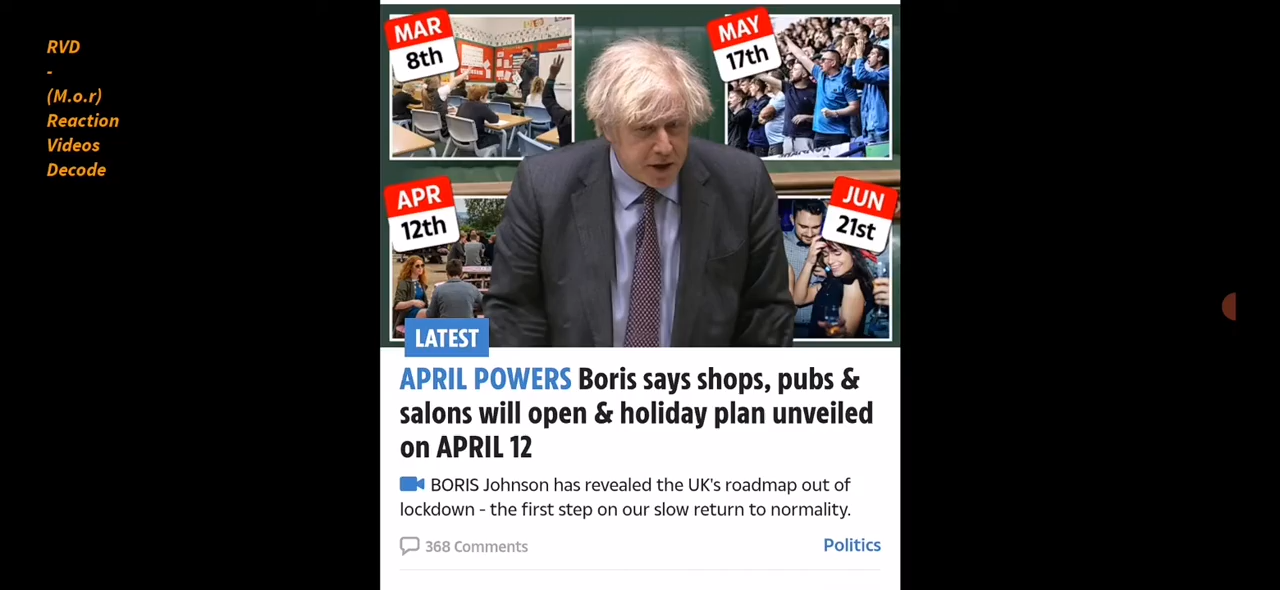 RVD
-
(M.o.r)
Reaction
Videos
Decode
MAR
8th
MAY
17th
APR
12th
JUN
21st
LATEST
APRIL POWERS Boris says shops, pubs &
salons will open & holiday plan unveiled
on APRIL 12
BORIS Johnson has revealed the UK's roadmap out of
lockdown - the first step on our slow return to normality.
368 Comments
Politics